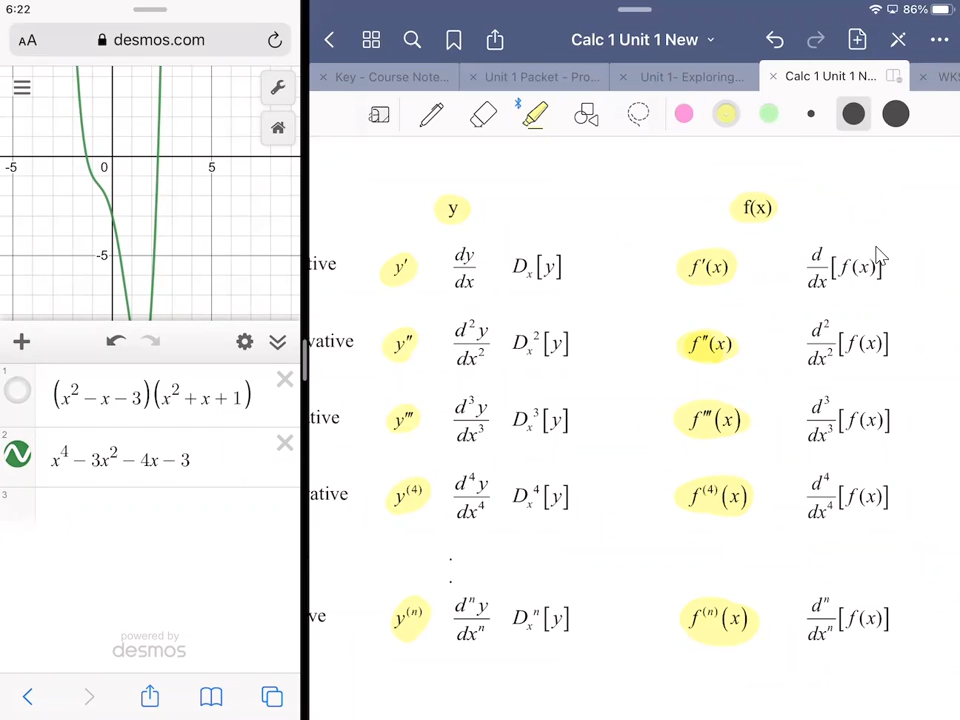 6:22
86%
AA desmos.com
Calc 1 Unit 1 New
Key - Course Note...
Unit 1 Packet - Pro...
Unit 1- Exploring...
Calc 1 Unit 1 N...
WKS
-5 0 5
-5
1
(x² – x – 3)(x² + x + 1)
2
x⁴ – 3x² – 4x – 3
3
powered by
desmos
y f(x)
tive y′ dy/dx Dₓ[y] f′(x) d/dx[f(x)]
vative y″ d²y/dx² Dₓ²[y] f″(x) d²/dx²[f(x)]
ative y‴ d³y/dx³ Dₓ³[y] f‴(x) d³/dx³[f(x)]
ative y⁽⁴⁾ d⁴y/dx⁴ Dₓ⁴[y] f⁽⁴⁾(x) d⁴/dx⁴[f(x)]
.
.
ve y⁽ⁿ⁾ dⁿy/dxⁿ Dₓⁿ[y] f⁽ⁿ⁾(x) dⁿ/dxⁿ[f(x)]